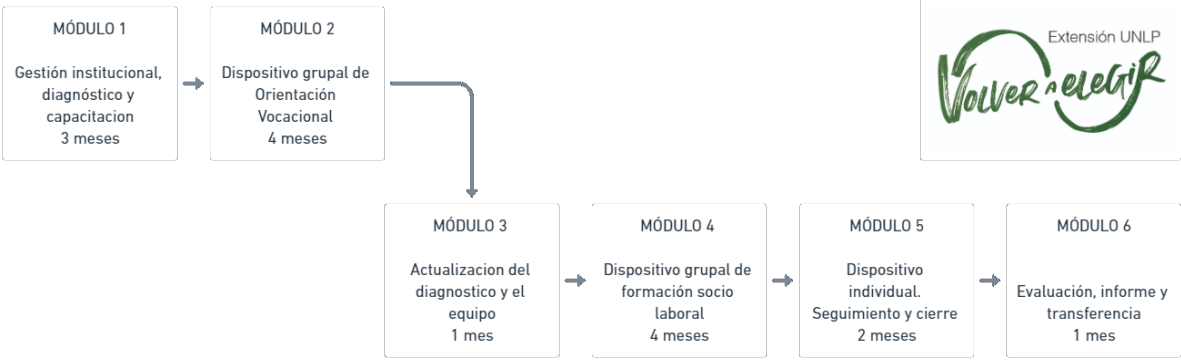 MÓDULO 1
Gestión institucional,
diagnóstico y
capacitacion
3 meses
MÓDULO 2
Dispositivo grupal de
Orientación
Vocacional
4 meses
Extensión UNLP
VOLVER A ELEGIR
MÓDULO 3
Actualizacion del
diagnostico y el
equipo
1 mes
MÓDULO 4
Dispositivo grupal de
formación socio
laboral
4 meses
MÓDULO 5
Dispositivo
individual.
Seguimiento y cierre
2 meses
MÓDULO 6
Evaluación, informe y
transferencia
1 mes